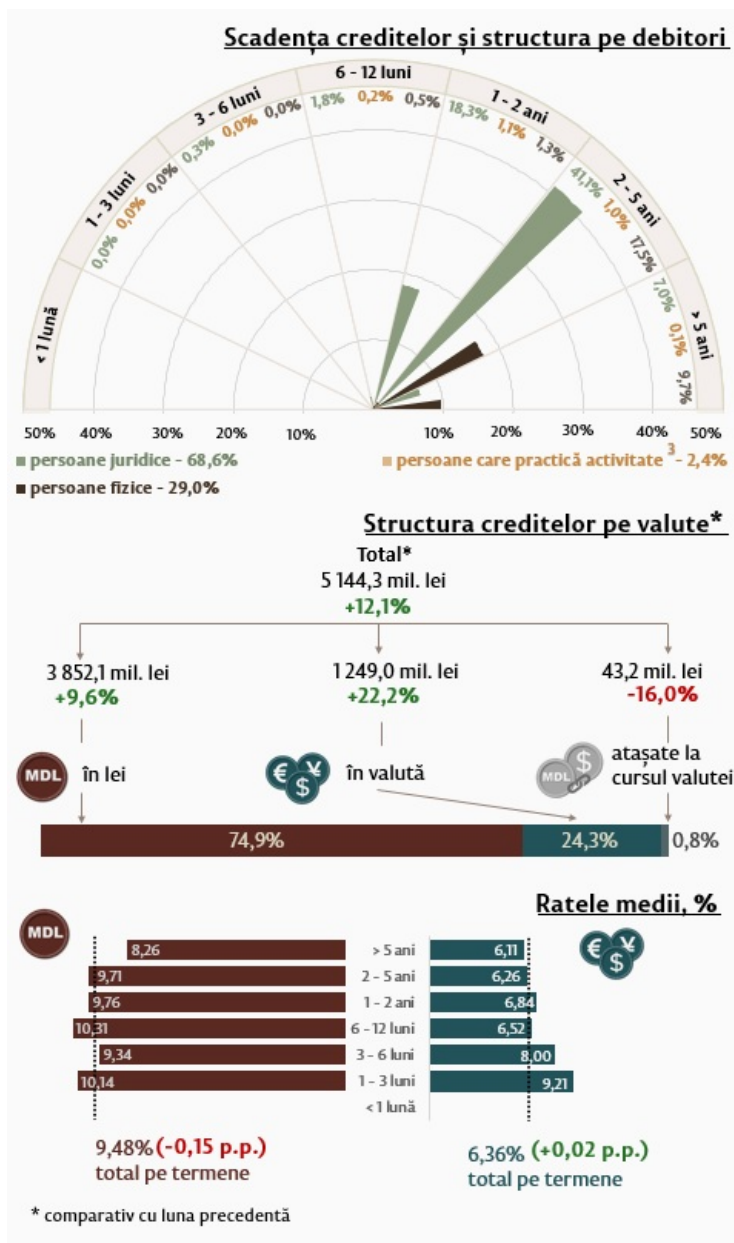 Scadența creditelor și structura pe debitori
< 1 lună
1 - 3 luni
0,0% 0,0% 0,0%
3 - 6 luni
0,3% 0,0% 0,0%
6 - 12 luni
1,8% 0,2% 0,5%
1 - 2 ani
18,3% 1,1% 1,3%
2 - 5 ani
41,1% 1,0% 17,5%
> 5 ani
7,0% 0,1% 9,7%
50% 40% 30% 20% 10% 10% 20% 30% 40% 50%
persoane juridice - 68,6% persoane care practică activitate 3 - 2,4%
persoane fizice - 29,0%
Structura creditelor pe valute*
Total*
5 144,3 mil. lei
+12,1%
3 852,1 mil. lei 1 249,0 mil. lei 43,2 mil. lei
+9,6% +22,2% -16,0%
MDL în lei € ¥ $ în valută MDL $ atașate la
cursul valutei
74,9% 24,3% 0,8%
Ratele medii, %
MDL € ¥ $
8,26 > 5 ani 6,11
9,71 2 - 5 ani 6,26
9,76 1 - 2 ani 6,84
10,31 6 - 12 luni 6,52
9,34 3 - 6 luni 8,00
10,14 1 - 3 luni 9,21
< 1 lună
9,48% (-0,15 p.p.) 6,36% (+0,02 p.p.)
total pe termene total pe termene
* comparativ cu luna precedentă